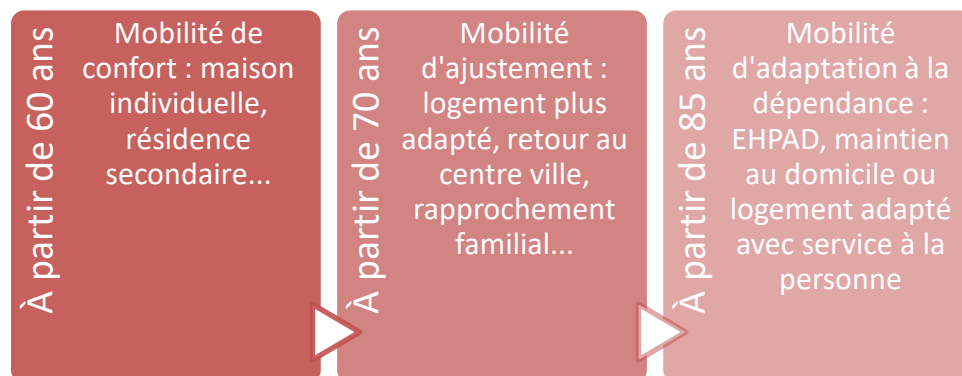 À partir de 60 ans
Mobilité de
confort : maison
individuelle,
résidence
secondaire...
À partir de 70 ans
Mobilité
d'ajustement :
logement plus
adapté, retour au
centre ville,
rapprochement
familial...
À partir de 85 ans
Mobilité
d'adaptation à la
dépendance :
EHPAD, maintien
au domicile ou
logement adapté
avec service à la
personne